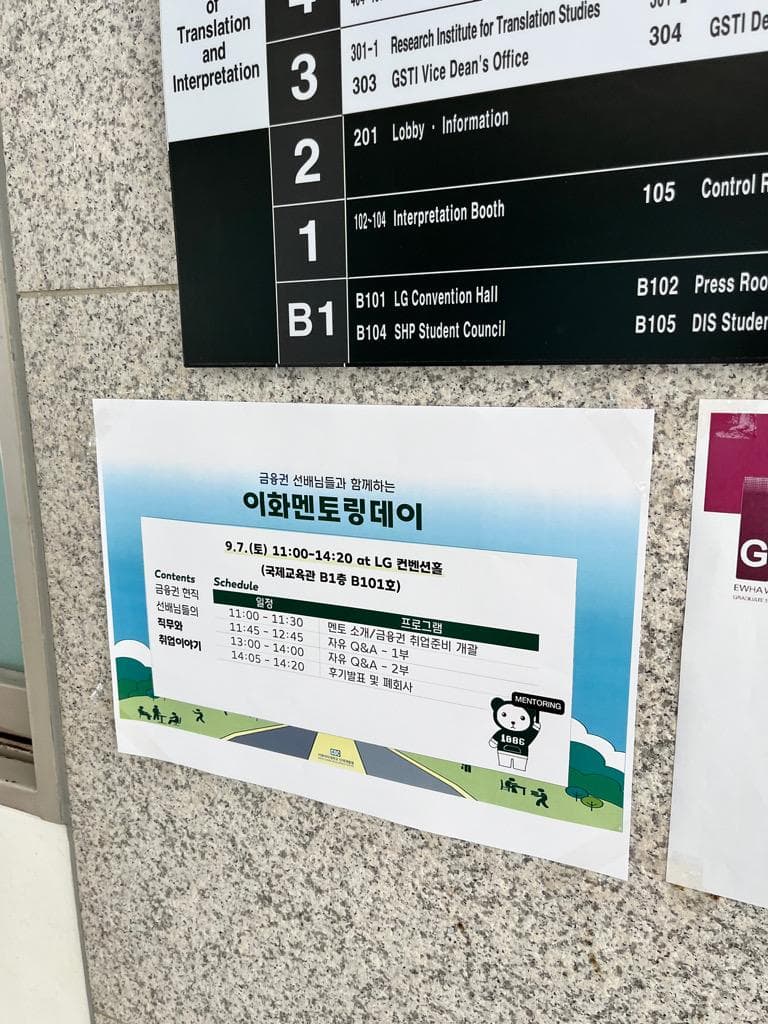 of
Translation
and
Interpretation
4
3
301-1 Research Institute for Translation Studies
303 GSTI Vice Dean's Office
304 GSTI
2
201 Lobby · Information
1
102~104 Interpretation Booth
105 Control
B1
B101 LG Convention Hall
B102 Press
B104 SHP Student Council
B105 DIS
금융권 선배님들과 함께하는
이화멘토링데이
9.7.(토) 11:00-14:20 at LG 컨벤션홀
(국제교육관 B1층 B101호)
Contents
금융권 현직
선배님들의
직무와
취업이야기
Schedule
일정 프로그램
11:00 - 11:30 멘토 소개/금융권 취업준비 개괄
11:45 - 12:45 자유 Q&A - 1부
13:00 - 14:00 자유 Q&A - 2부
14:05 - 14:20 후기발표 및 폐회사
MENTORING
1886
G
EWHA